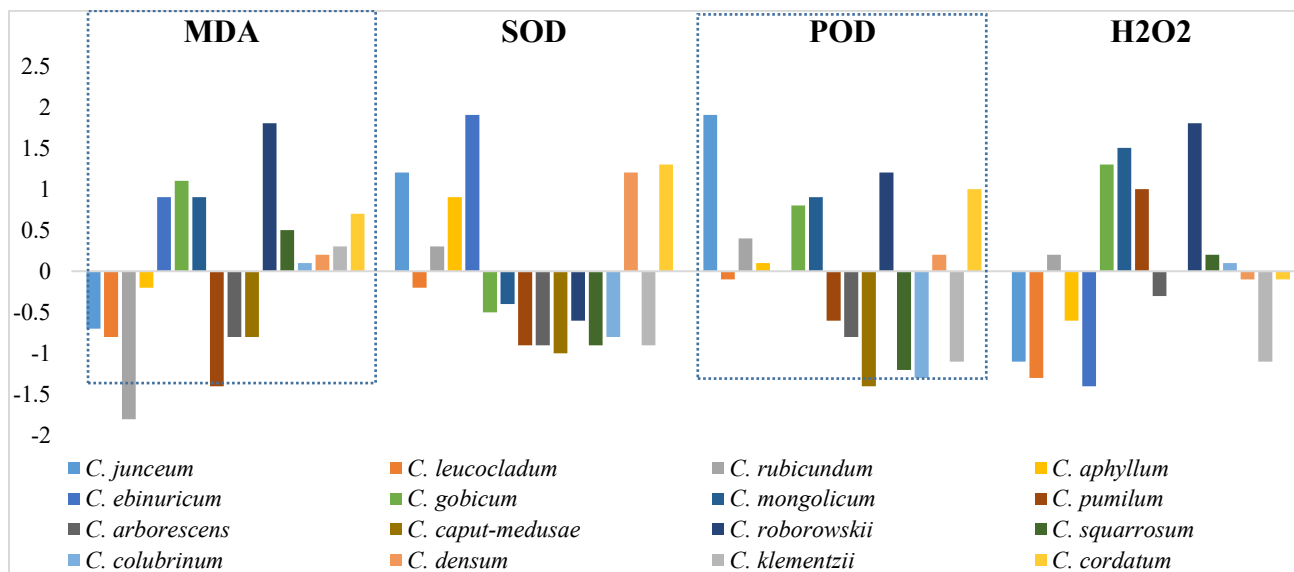 MDA SOD POD H2O2
2.5
2
1.5
1
0.5
0
-0.5
-1
-1.5
-2
C. junceum C. leucocladum C. rubicundum C. aphyllum
C. ebinuricum C. gobicum C. mongolicum C. pumilum
C. arborescens C. caput-medusae C. roborowskii C. squarrosum
C. colubrinum C. densum C. klementzii C. cordatum